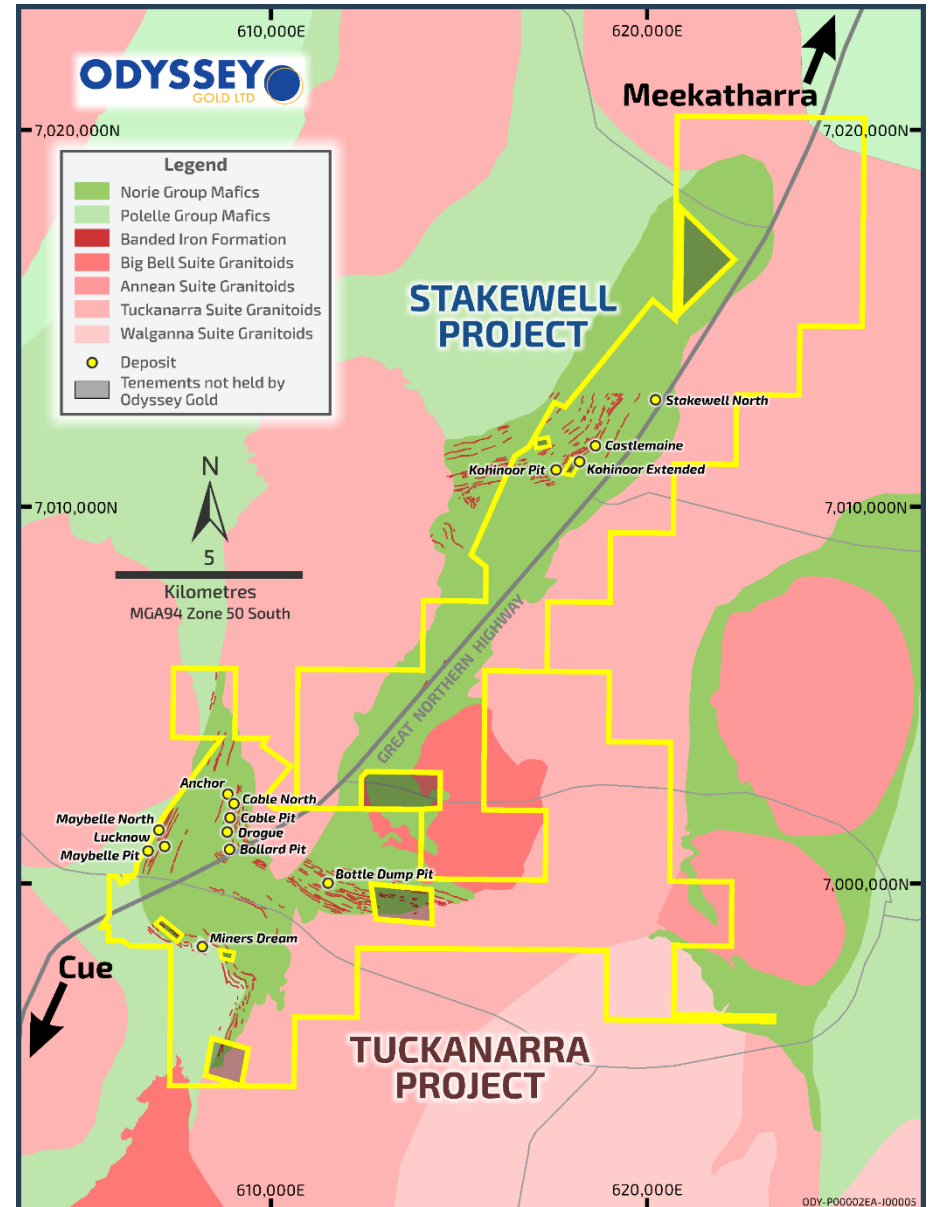 610,000E
620,000E
ODYSSEY
GOLD LTD
Meekatharra
7,020,000N
7,020,000N
Legend
Norie Group Mafics
Polelle Group Mafics
Banded Iron Formation
Big Bell Suite Granitoids
Annean Suite Granitoids
Tuckanarra Suite Granitoids
Walganna Suite Granitoids
Deposit
Tenements not held by
Odyssey Gold
STAKEWELL
PROJECT
Stakewell North
Castlemaine
Kohinoor Pit
Kohinoor Extended
N
7,010,000N
7,010,000N
5
Kilometres
MGA94 Zone 50 South
GREAT NORTHERN HIGHWAY
Anchor
Cable North
Maybelle North
Cable Pit
Lucknow
Drogue
Maybelle Pit
Bollard Pit
Bottle Dump Pit
7,000,000N
Miners Dream
Cue
TUCKANARRA
PROJECT
610,000E
620,000E
ODY-P00002EA-J00005